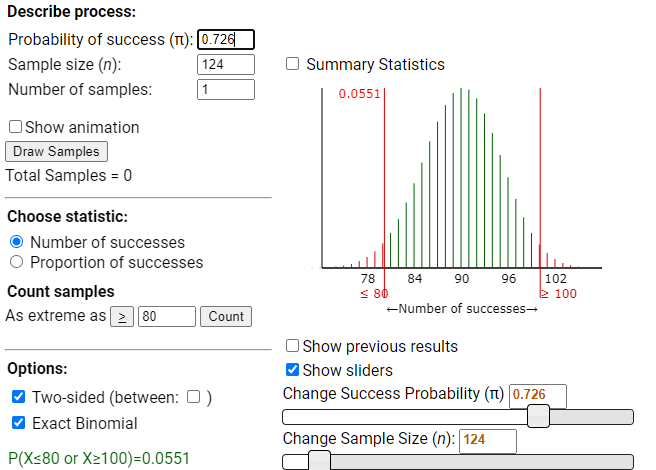 Describe process:
Probability of success (π): 0.726
Sample size (n): 124
Number of samples: 1
Show animation
Draw Samples
Total Samples = 0
Choose statistic:
Number of successes
Proportion of successes
Count samples
As extreme as ≥ 80 Count
Options:
Two-sided (between: )
Exact Binomial
P(X≤80 or X≥100)=0.0551
Summary Statistics
0.0551
78 84 90 96 102
≤ 80 ≥ 100
←Number of successes→
Show previous results
Show sliders
Change Success Probability (π) 0.726
Change Sample Size (n): 124